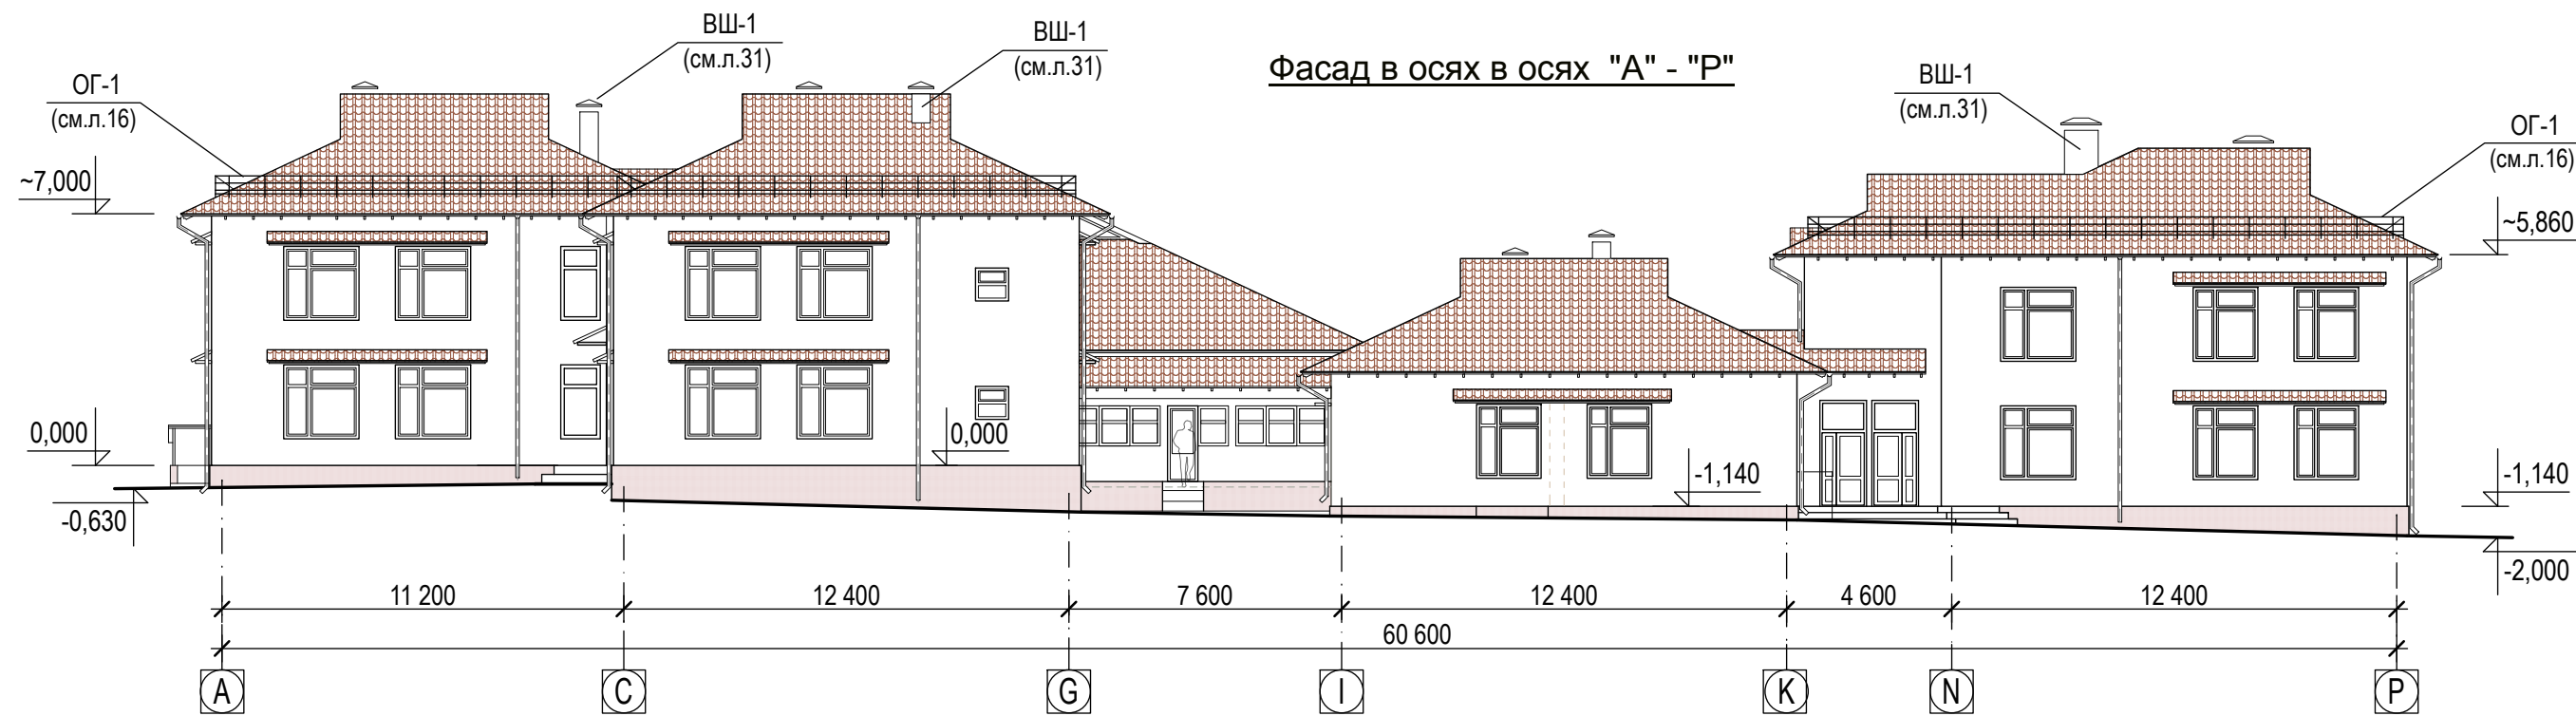 ВШ-1
(см.л.31)
ВШ-1
(см.л.31)
Фасад в осях в осях "А" - "Р"
ВШ-1
(см.л.31)
ОГ-1
(см.л.16)
ОГ-1
(см.л.16)
~7,000
~5,860
0,000
0,000
-1,140
-1,140
-0,630
-2,000
11 200
12 400
7 600
12 400
4 600
12 400
60 600
A
C
G
I
K
N
P